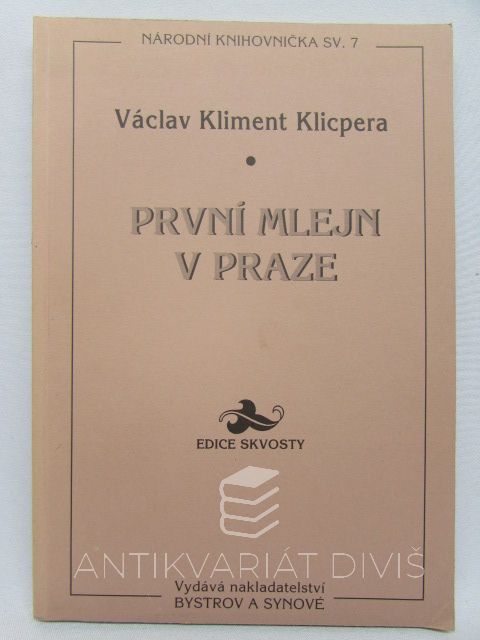 NÁRODNÍ KNIHOVNIČKA SV. 7
Václav Kliment Klicpera
PRVNÍ MLEJN
V PRAZE
EDICE SKVOSTY
ANTIKVARIÁT DIVIŠ
Vydává nakladatelství
BYSTROV A SYNOVÉ